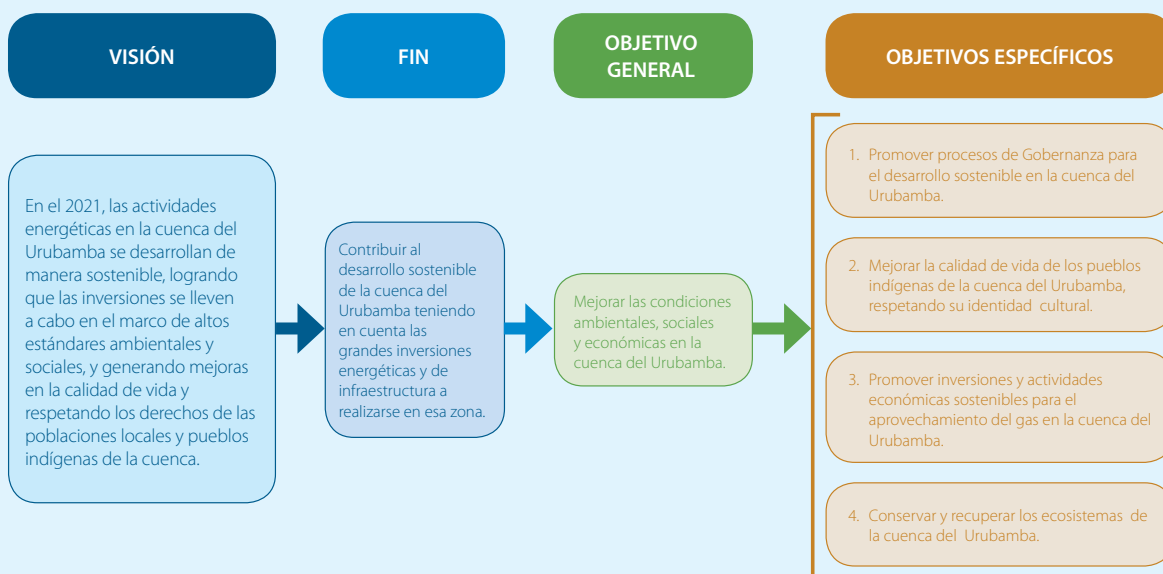 VISIÓN
FIN
OBJETIVO
GENERAL
OBJETIVOS ESPECÍFICOS
En el 2021, las actividades
energéticas en la cuenca del
Urubamba se desarrollan de
manera sostenible, logrando
que las inversiones se lleven
a cabo en el marco de altos
estándares ambientales y
sociales, y generando mejoras
en la calidad de vida y
respetando los derechos de las
poblaciones locales y pueblos
indígenas de la cuenca.
Contribuir al
desarrollo sostenible
de la cuenca del
Urubamba teniendo
en cuenta las
grandes inversiones
energéticas y de
infraestructura a
realizarse en esa zona.
Mejorar las condiciones
ambientales, sociales
y económicas en la
cuenca del Urubamba.
1. Promover procesos de Gobernanza para
el desarrollo sostenible en la cuenca del
Urubamba.
2. Mejorar la calidad de vida de los pueblos
indígenas de la cuenca del Urubamba,
respetando su identidad cultural.
3. Promover inversiones y actividades
económicas sostenibles para el
aprovechamiento del gas en la cuenca del
Urubamba.
4. Conservar y recuperar los ecosistemas de
la cuenca del Urubamba.